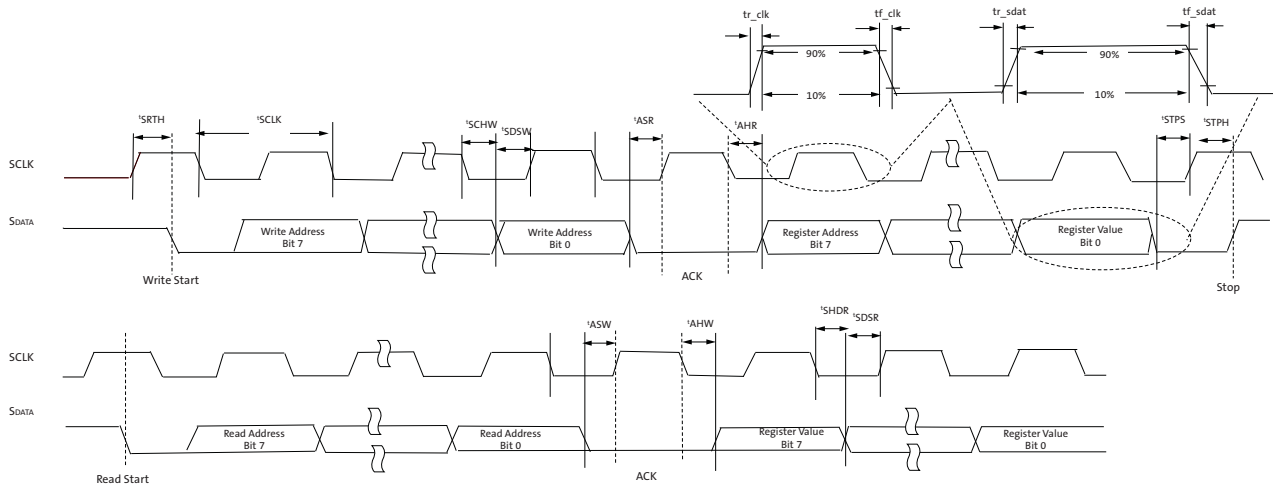 tr_clk tf_clk tr_sdat tf_sdat
90% 90%
10% 10%
tSRTH tSCLK tSCHW tSDSW tASR tAHR tSTPS tSTPH
SCLK
SDATA
Write Address
Bit 7
Write Address
Bit 0
Register Address
Bit 7
Register Value
Bit 0
Write Start
ACK
Stop
tASW tAHW tSHDR tSDSR
SCLK
SDATA
Read Address
Bit 7
Read Address
Bit 0
Register Value
Bit 7
Register Value
Bit 0
Read Start
ACK